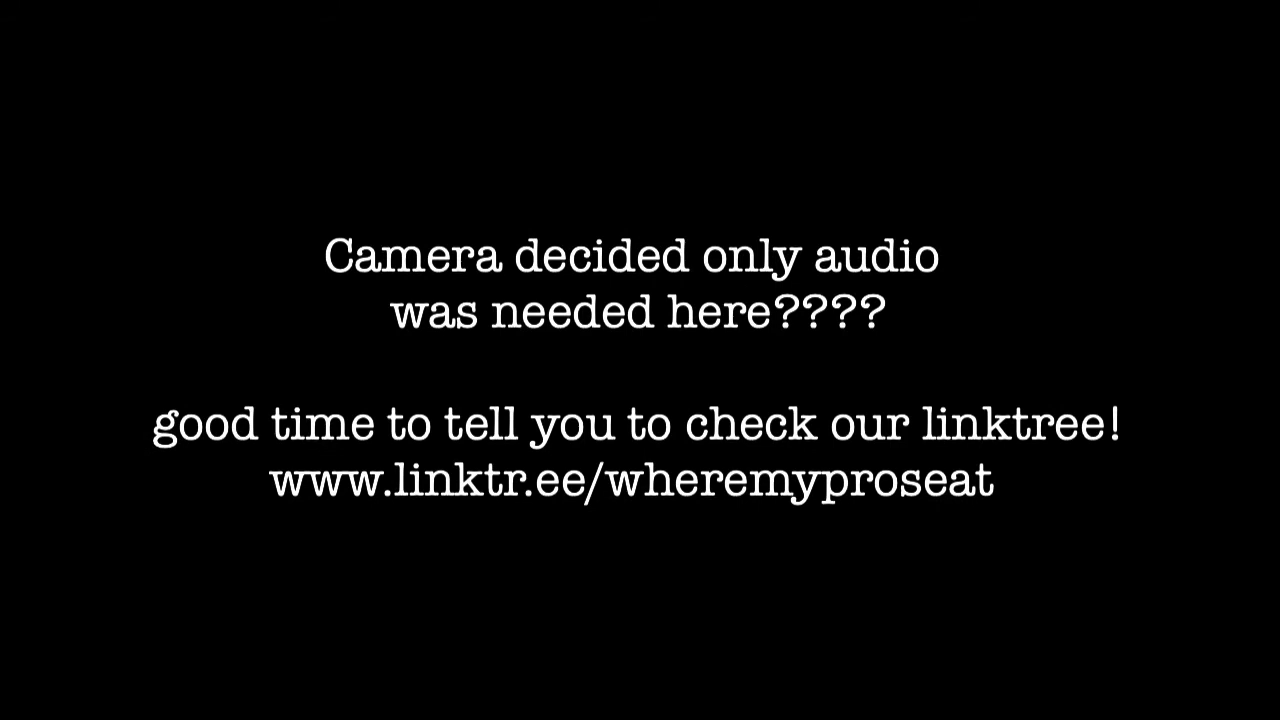 Camera decided only audio
was needed here????
good time to tell you to check our linktree!
www.linktr.ee/wheremyproseat